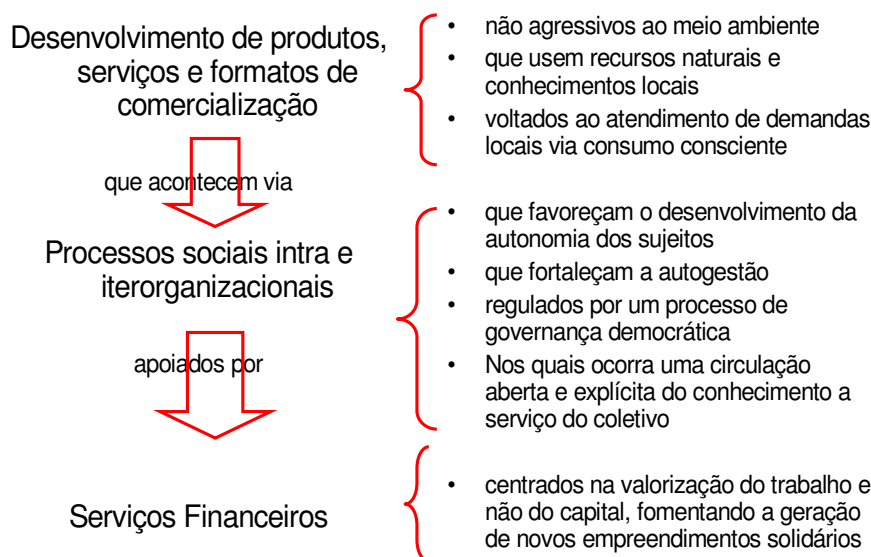 Desenvolvimento de produtos,
serviços e formatos de
comercialização
• não agressivos ao meio ambiente
• que usem recursos naturais e
conhecimentos locais
• voltados ao atendimento de demandas
locais via consumo consciente
que acontecem via
Processos sociais intra e
iterorganizacionais
• que favoreçam o desenvolvimento da
autonomia dos sujeitos
• que fortaleçam a autogestão
• regulados por um processo de
governança democrática
• Nos quais ocorra uma circulação
aberta e explícita do conhecimento a
serviço do coletivo
apoiados por
Serviços Financeiros
• centrados na valorização do trabalho e
não do capital, fomentando a geração
de novos empreendimentos solidários